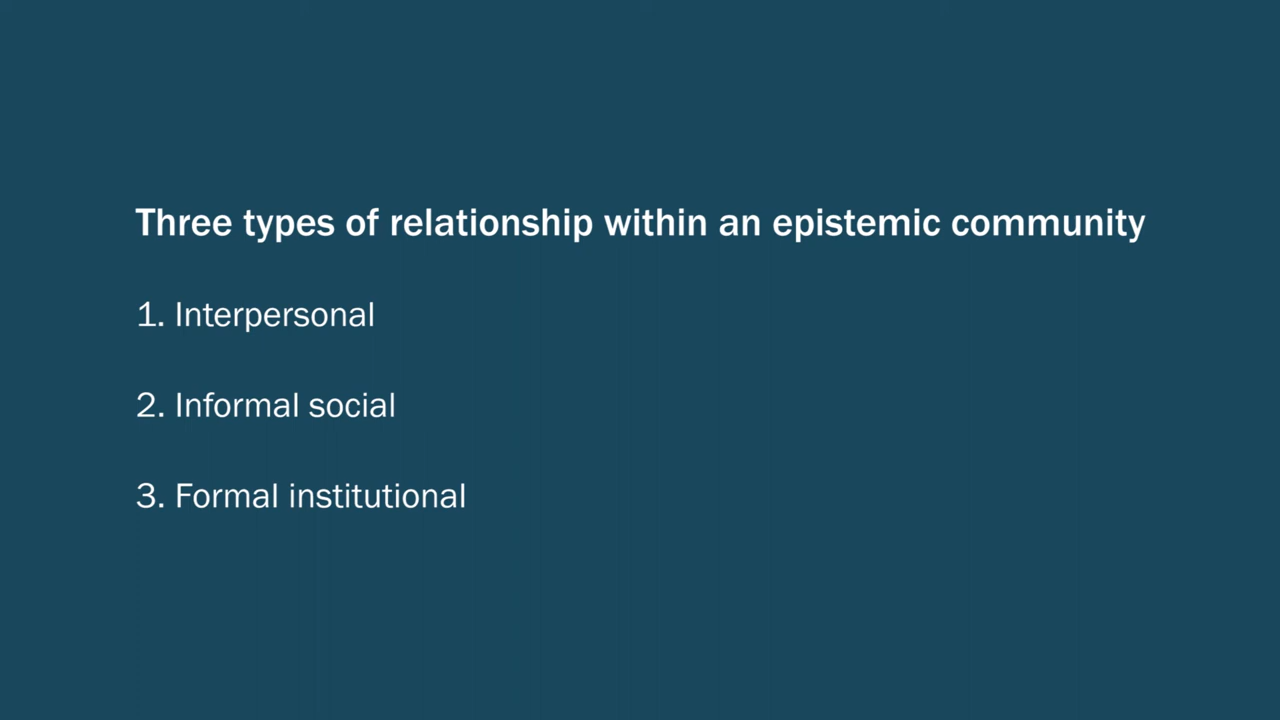 Three types of relationship within an epistemic community
1. Interpersonal
2. Informal social
3. Formal institutional